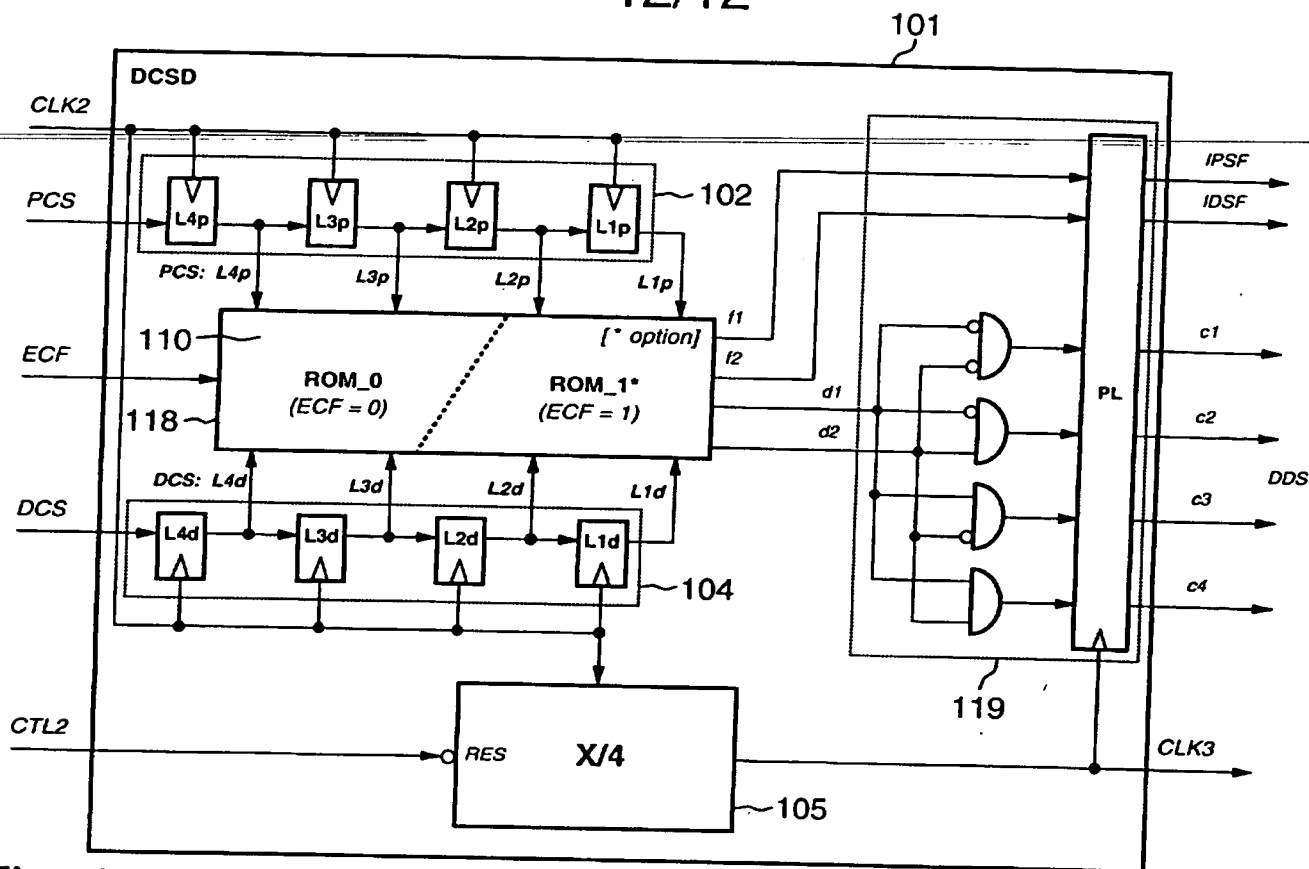 12/12
101
DCSD
CLK2
PCS
L4p
L3p
L2p
L1p
102
PCS: L4p
L3p
L2p
L1p
110
[* option]
f1
f2
ECF
ROM_0
(ECF = 0)
ROM_1*
(ECF = 1)
118
d1
d2
DCS: L4d
L3d
L2d
L1d
DCS
L4d
L3d
L2d
L1d
104
PL
IPSF
IDSF
c1
c2
DDS
c3
c4
119
CTL2
RES
X/4
105
CLK3